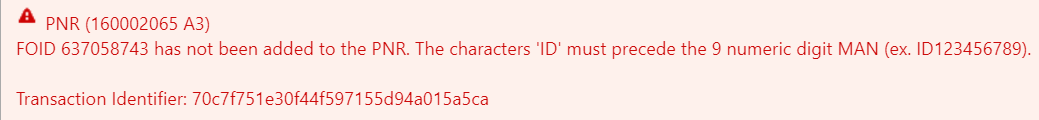 PNR (160002065 A3)
FOID 637058743 has not been added to the PNR. The characters 'ID' must precede the 9 numeric digit MAN (ex. ID123456789).
Transaction Identifier: 70c7f751e30f44f597155d94a015a5ca